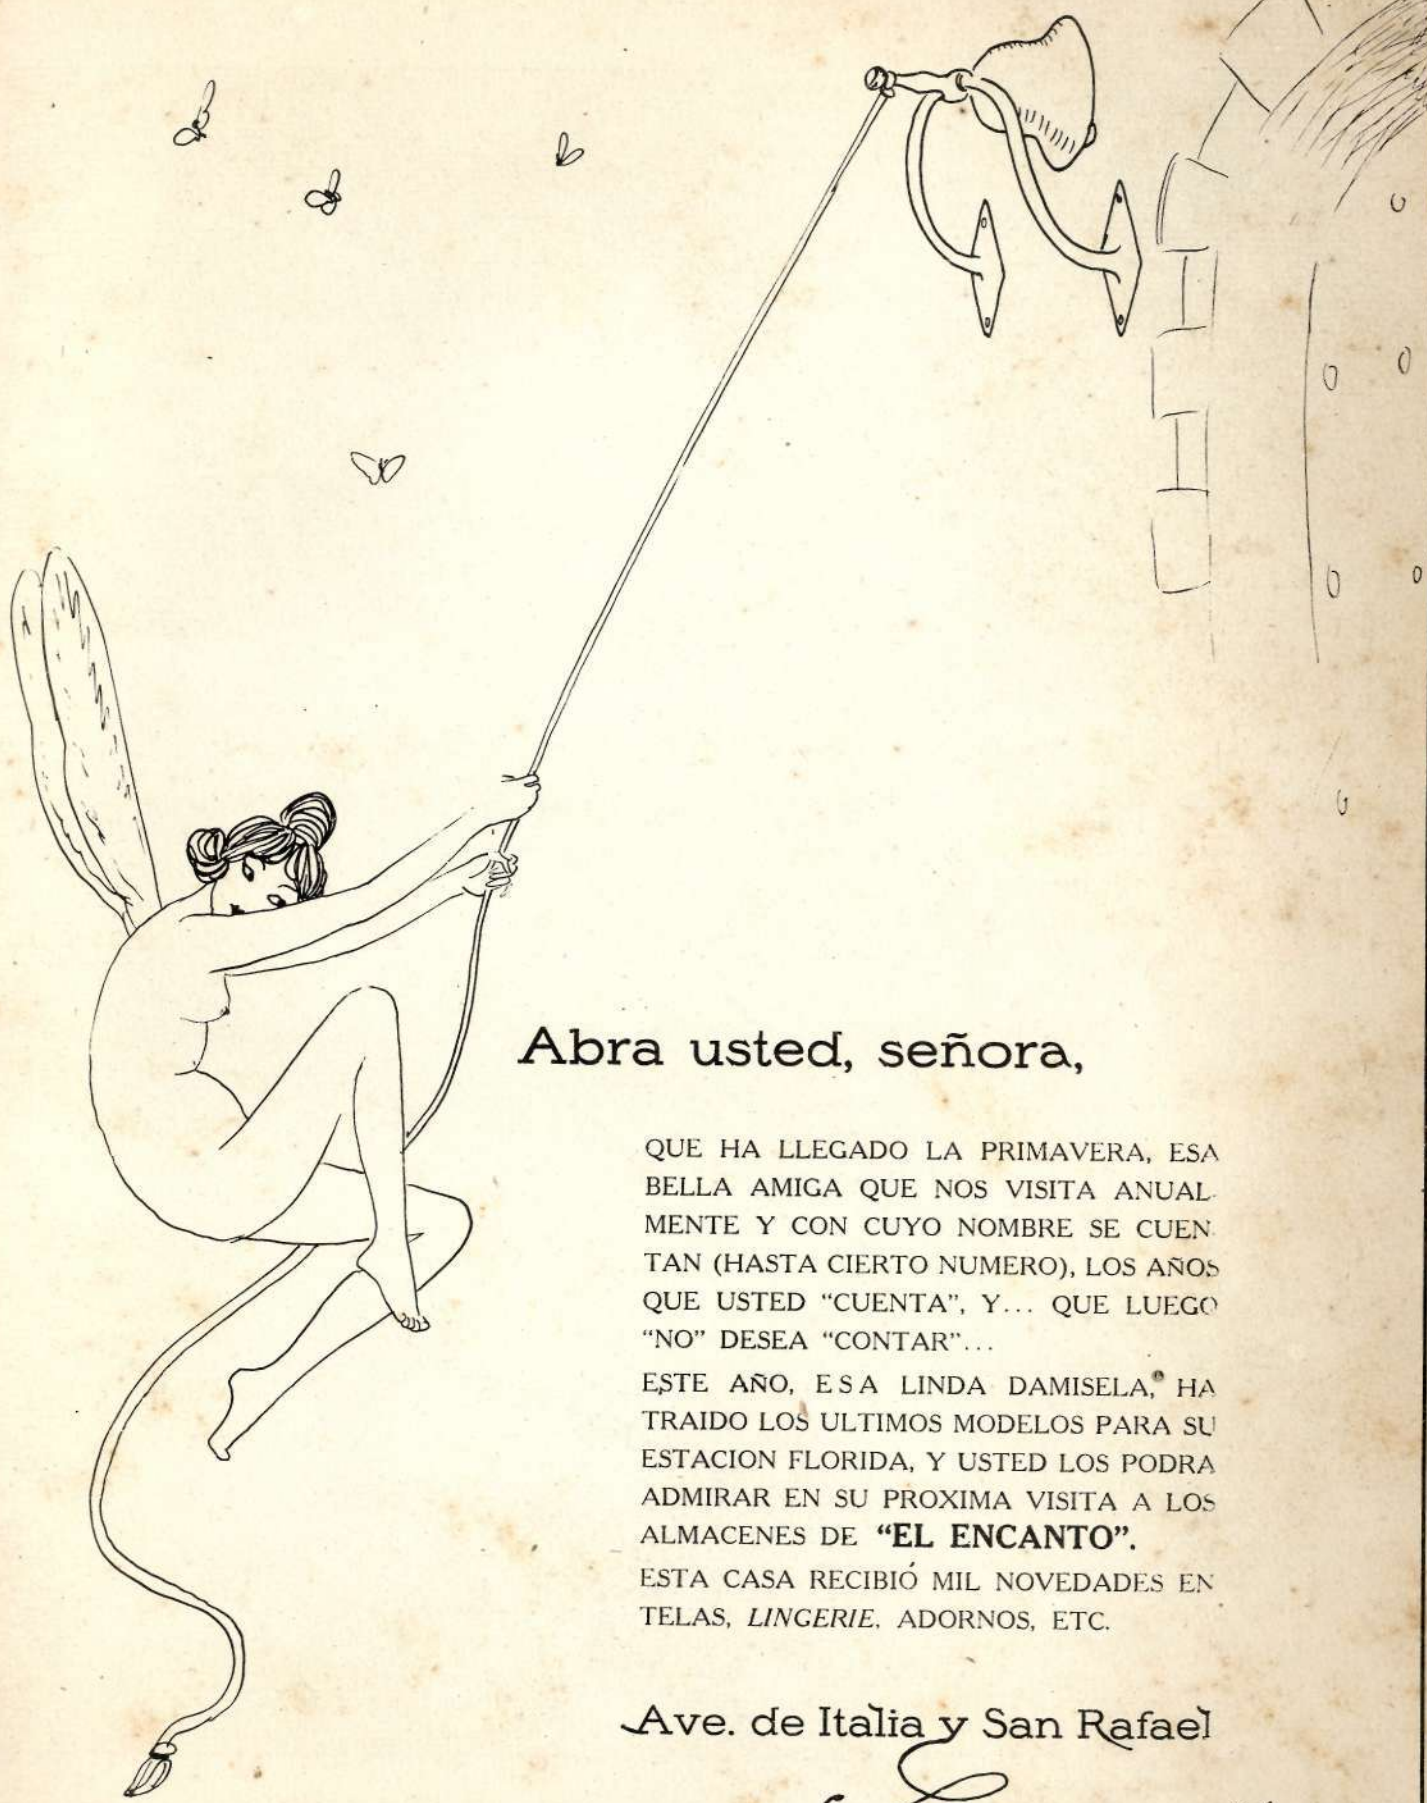 Abra usted, señora,
QUE HA LLEGADO LA PRIMAVERA, ESA
BELLA AMIGA QUE NOS VISITA ANUAL-
MENTE Y CON CUYO NOMBRE SE CUEN-
TAN (HASTA CIERTO NUMERO), LOS AÑOS
QUE USTED “CUENTA”, Y... QUE LUEGO
“NO” DESEA “CONTAR”...
ESTE AÑO, ESA LINDA DAMISELA, HA
TRAIDO LOS ULTIMOS MODELOS PARA SU
ESTACION FLORIDA, Y USTED LOS PODRA
ADMIRAR EN SU PROXIMA VISITA A LOS
ALMACENES DE “EL ENCANTO”.
ESTA CASA RECIBIÓ MIL NOVEDADES EN
TELAS, LINGERIE, ADORNOS, ETC.
Ave. de Italia y San Rafael